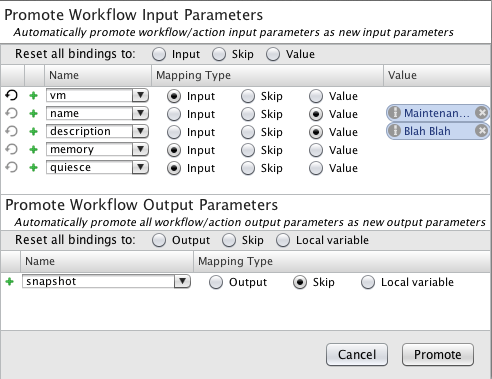 Promote Workflow Input Parameters
Automatically promote workflow/action input parameters as new input parameters
Reset all bindings to: Input Skip Value
Name Mapping Type Value
vm Input Skip Value
name Input Skip Value Maintenan...
description Input Skip Value Blah Blah
memory Input Skip Value
quiesce Input Skip Value
Promote Workflow Output Parameters
Automatically promote all workflow/action output parameters as new output parameters
Reset all bindings to: Output Skip Local variable
Name Mapping Type
snapshot Output Skip Local variable
Cancel Promote